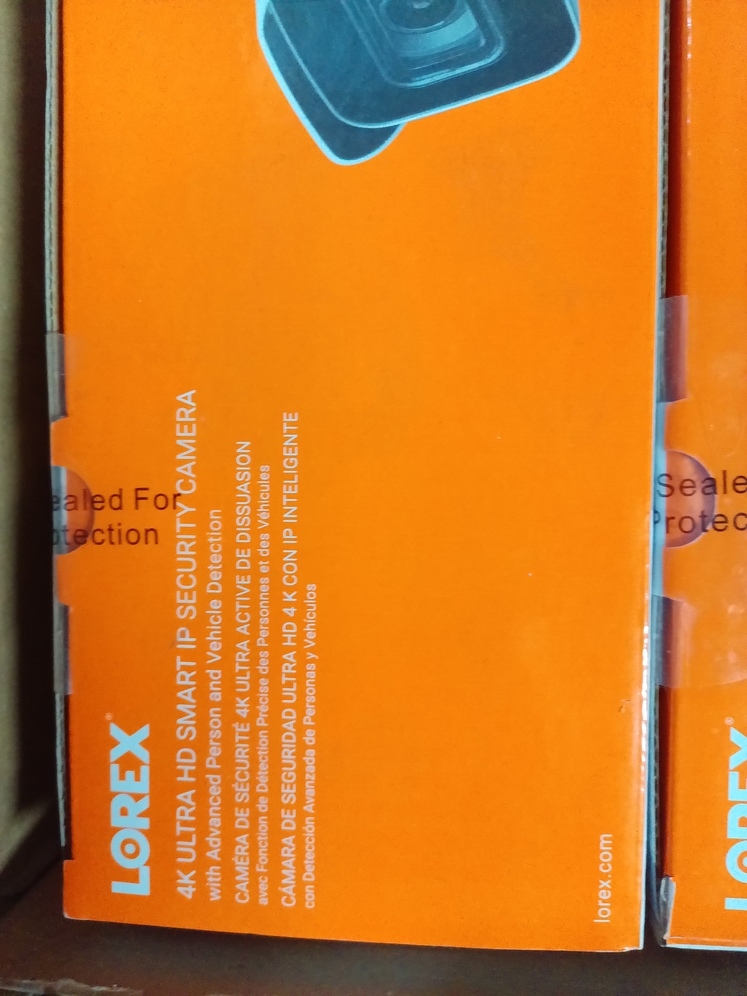 LOREX®
4K ULTRA HD SMART IP SECURITY CAMERA
with Advanced Person and Vehicle Detection
CAMÉRA DE SÉCURITÉ 4K ULTRA ACTIVE DE DISSUASION
avec Fonction de Détection Précise des Personnes et des Véhicules
CÁMARA DE SEGURIDAD ULTRA HD 4 K CON IP INTELIGENTE
con Detección Avanzada de Personas y Vehículos
lorex.com
ealed For
otection
Seale
Protec
LOREX®